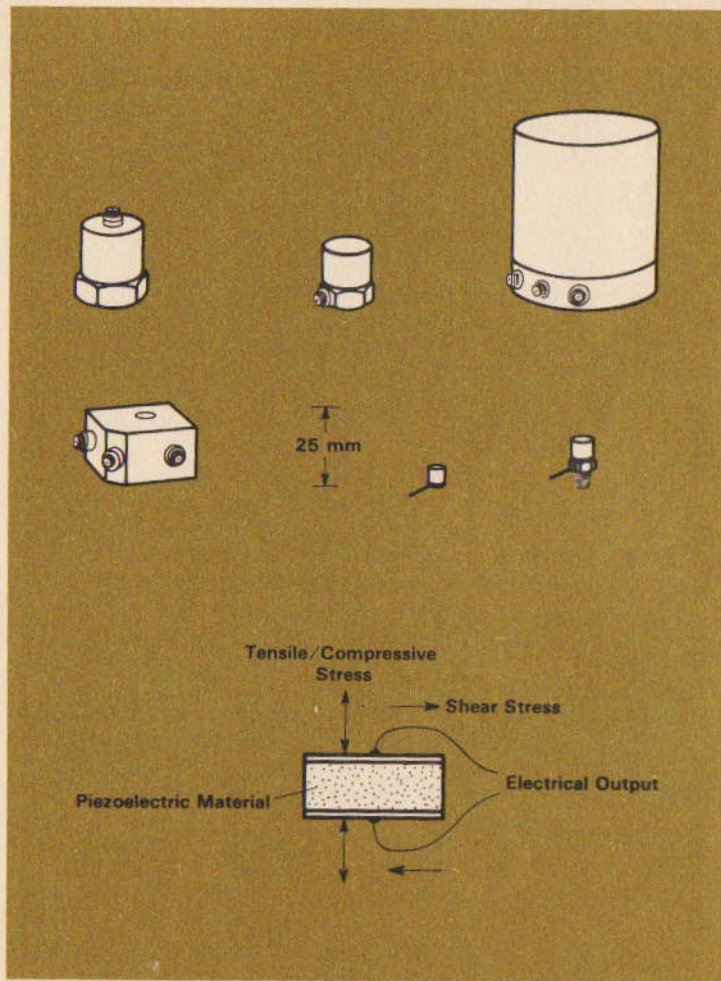 25 mm
Tensile/Compressive
Stress
Shear Stress
Piezoelectric Material
Electrical Output